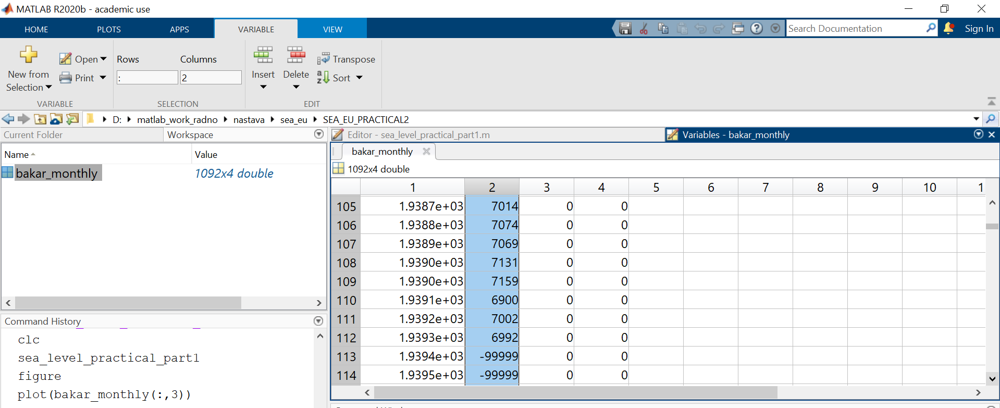 MATLAB R2020b - academic use
HOME PLOTS APPS VARIABLE VIEW Search Documentation Sign In
New from Selection
Open
Print
Rows Columns
: 2
Insert Delete
Transpose
Sort
VARIABLE SELECTION EDIT
D: matlab_work_radno nastava sea_eu SEA_EU_PRACTICAL2
Current Folder Workspace
Name Value
bakar_monthly 1092x4 double
Command History
clc
sea_level_practical_part1
figure
plot(bakar_monthly(:,3))
Editor - sea_level_practical_part1.m Variables - bakar_monthly
bakar_monthly
1092x4 double
1 2 3 4 5 6 7 8 9 10 1
105 1.9387e+03 7014 0 0
106 1.9388e+03 7074 0 0
107 1.9389e+03 7069 0 0
108 1.9390e+03 7131 0 0
109 1.9390e+03 7159 0 0
110 1.9391e+03 6900 0 0
111 1.9392e+03 7002 0 0
112 1.9393e+03 6992 0 0
113 1.9394e+03 -99999 0 0
114 1.9395e+03 -99999 0 0